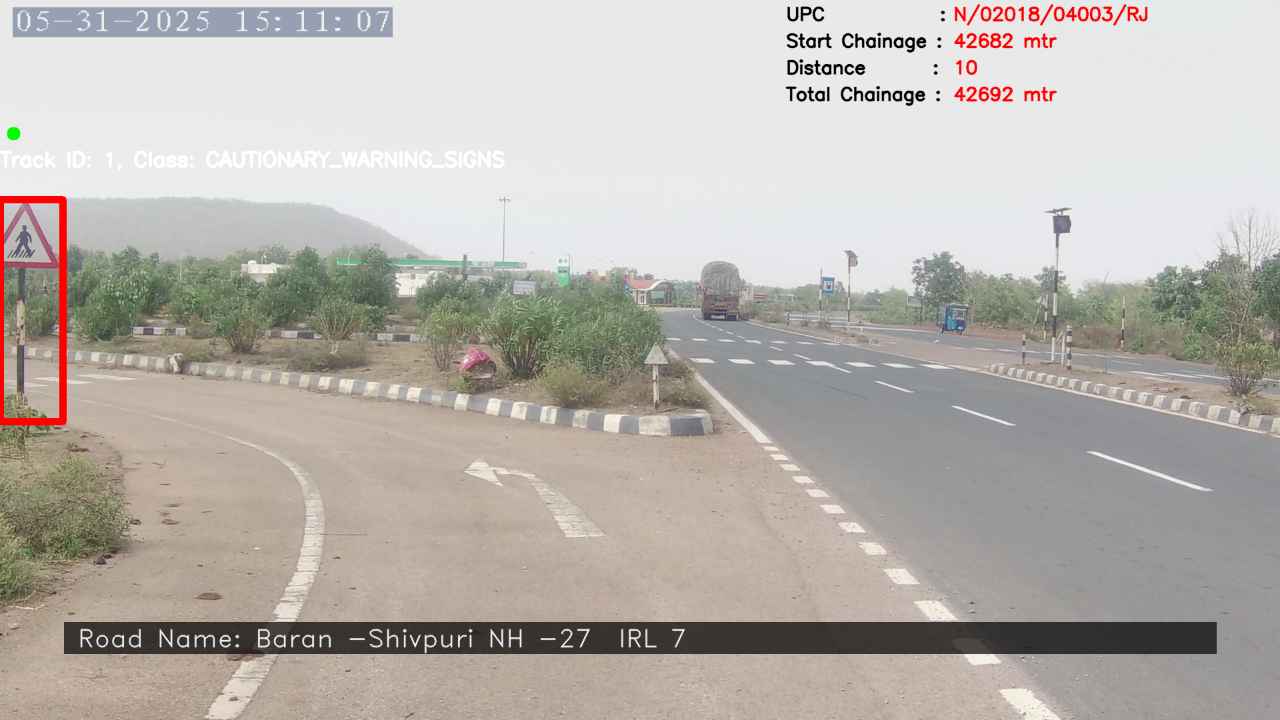 05-31-2025 15:11:07
UPC : N/02018/04003/RJ
Start Chainage : 42682 mtr
Distance : 10
Total Chainage : 42692 mtr
Track ID: 1, Class: CAUTIONARY_WARNING_SIGNS
Road Name: Baran -Shivpuri NH -27 IRL 7